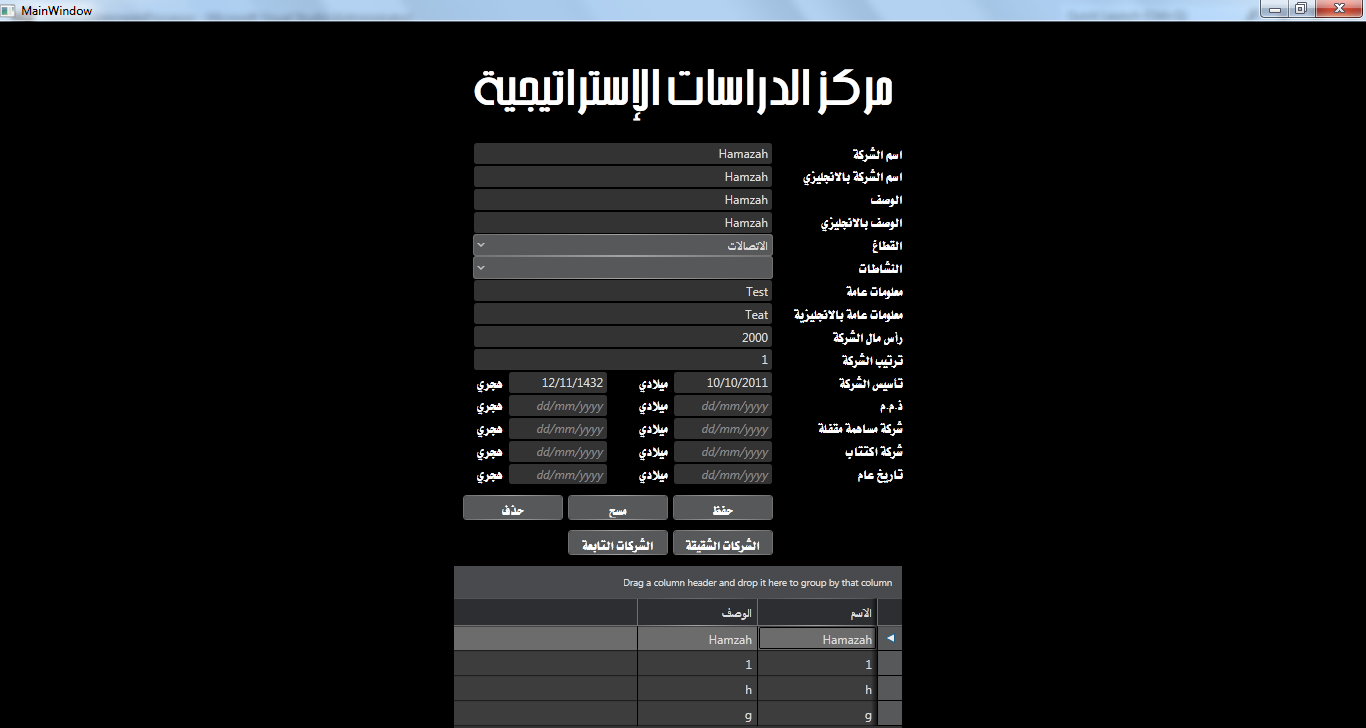 MainWindow
مركز الدراسات الإستراتيجية
اسم الشركة Hamazah
اسم الشركة بالانجليزي Hamzah
الوصف Hamzah
الوصف بالانجليزي Hamzah
القطاع الاتصالات
النشاطات
معلومات عامة Test
معلومات عامة بالانجليزية Teat
رأس مال الشركة 2000
ترتيب الشركة 1
تأسيس الشركة 10/10/2011 ميلادي 12/11/1432 هجري
ذ.م.م dd/mm/yyyy ميلادي dd/mm/yyyy هجري
شركة مساهمة مقفلة dd/mm/yyyy ميلادي dd/mm/yyyy هجري
شركة اكتتاب dd/mm/yyyy ميلادي dd/mm/yyyy هجري
تاريخ عام dd/mm/yyyy ميلادي dd/mm/yyyy هجري
حفظ مسح حذف
الشركات الشقيقة الشركات التابعة
Drag a column header and drop it here to group by that column
الاسم الوصف
Hamazah Hamzah
1 1
h h
g g